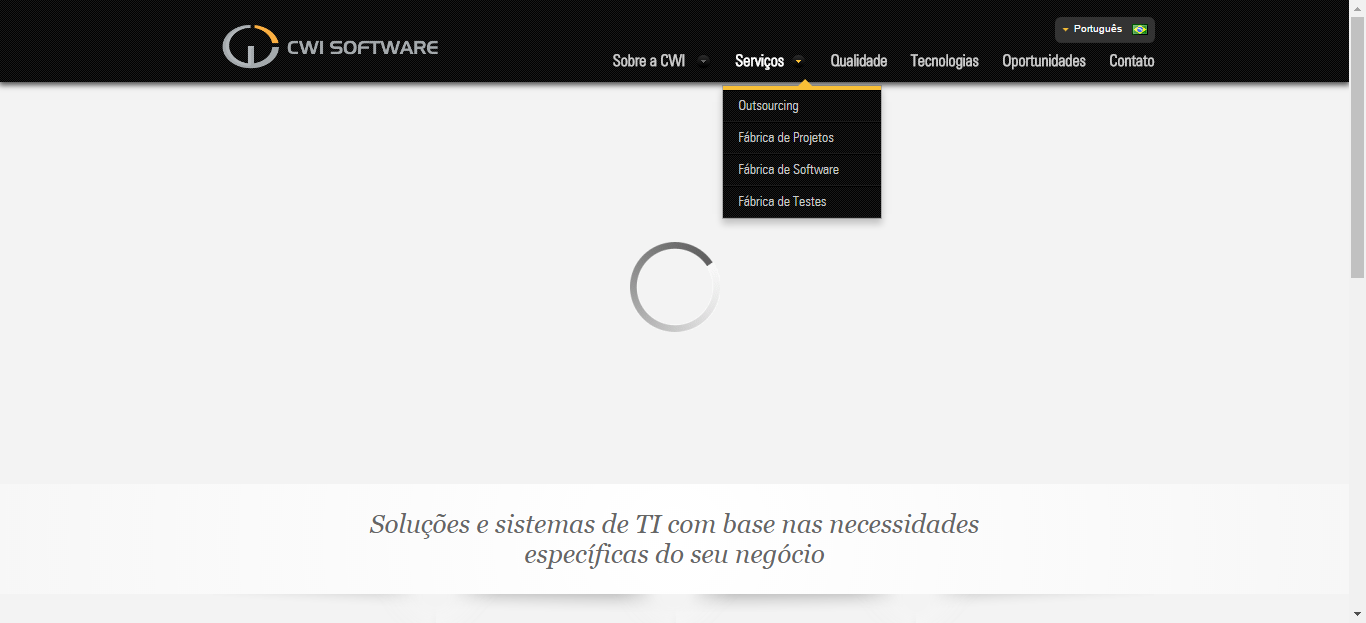 CWI SOFTWARE
Português
Sobre a CWI Serviços Qualidade Tecnologias Oportunidades Contato
Outsourcing
Fábrica de Projetos
Fábrica de Software
Fábrica de Testes
Soluções e sistemas de TI com base nas necessidades
específicas do seu negócio